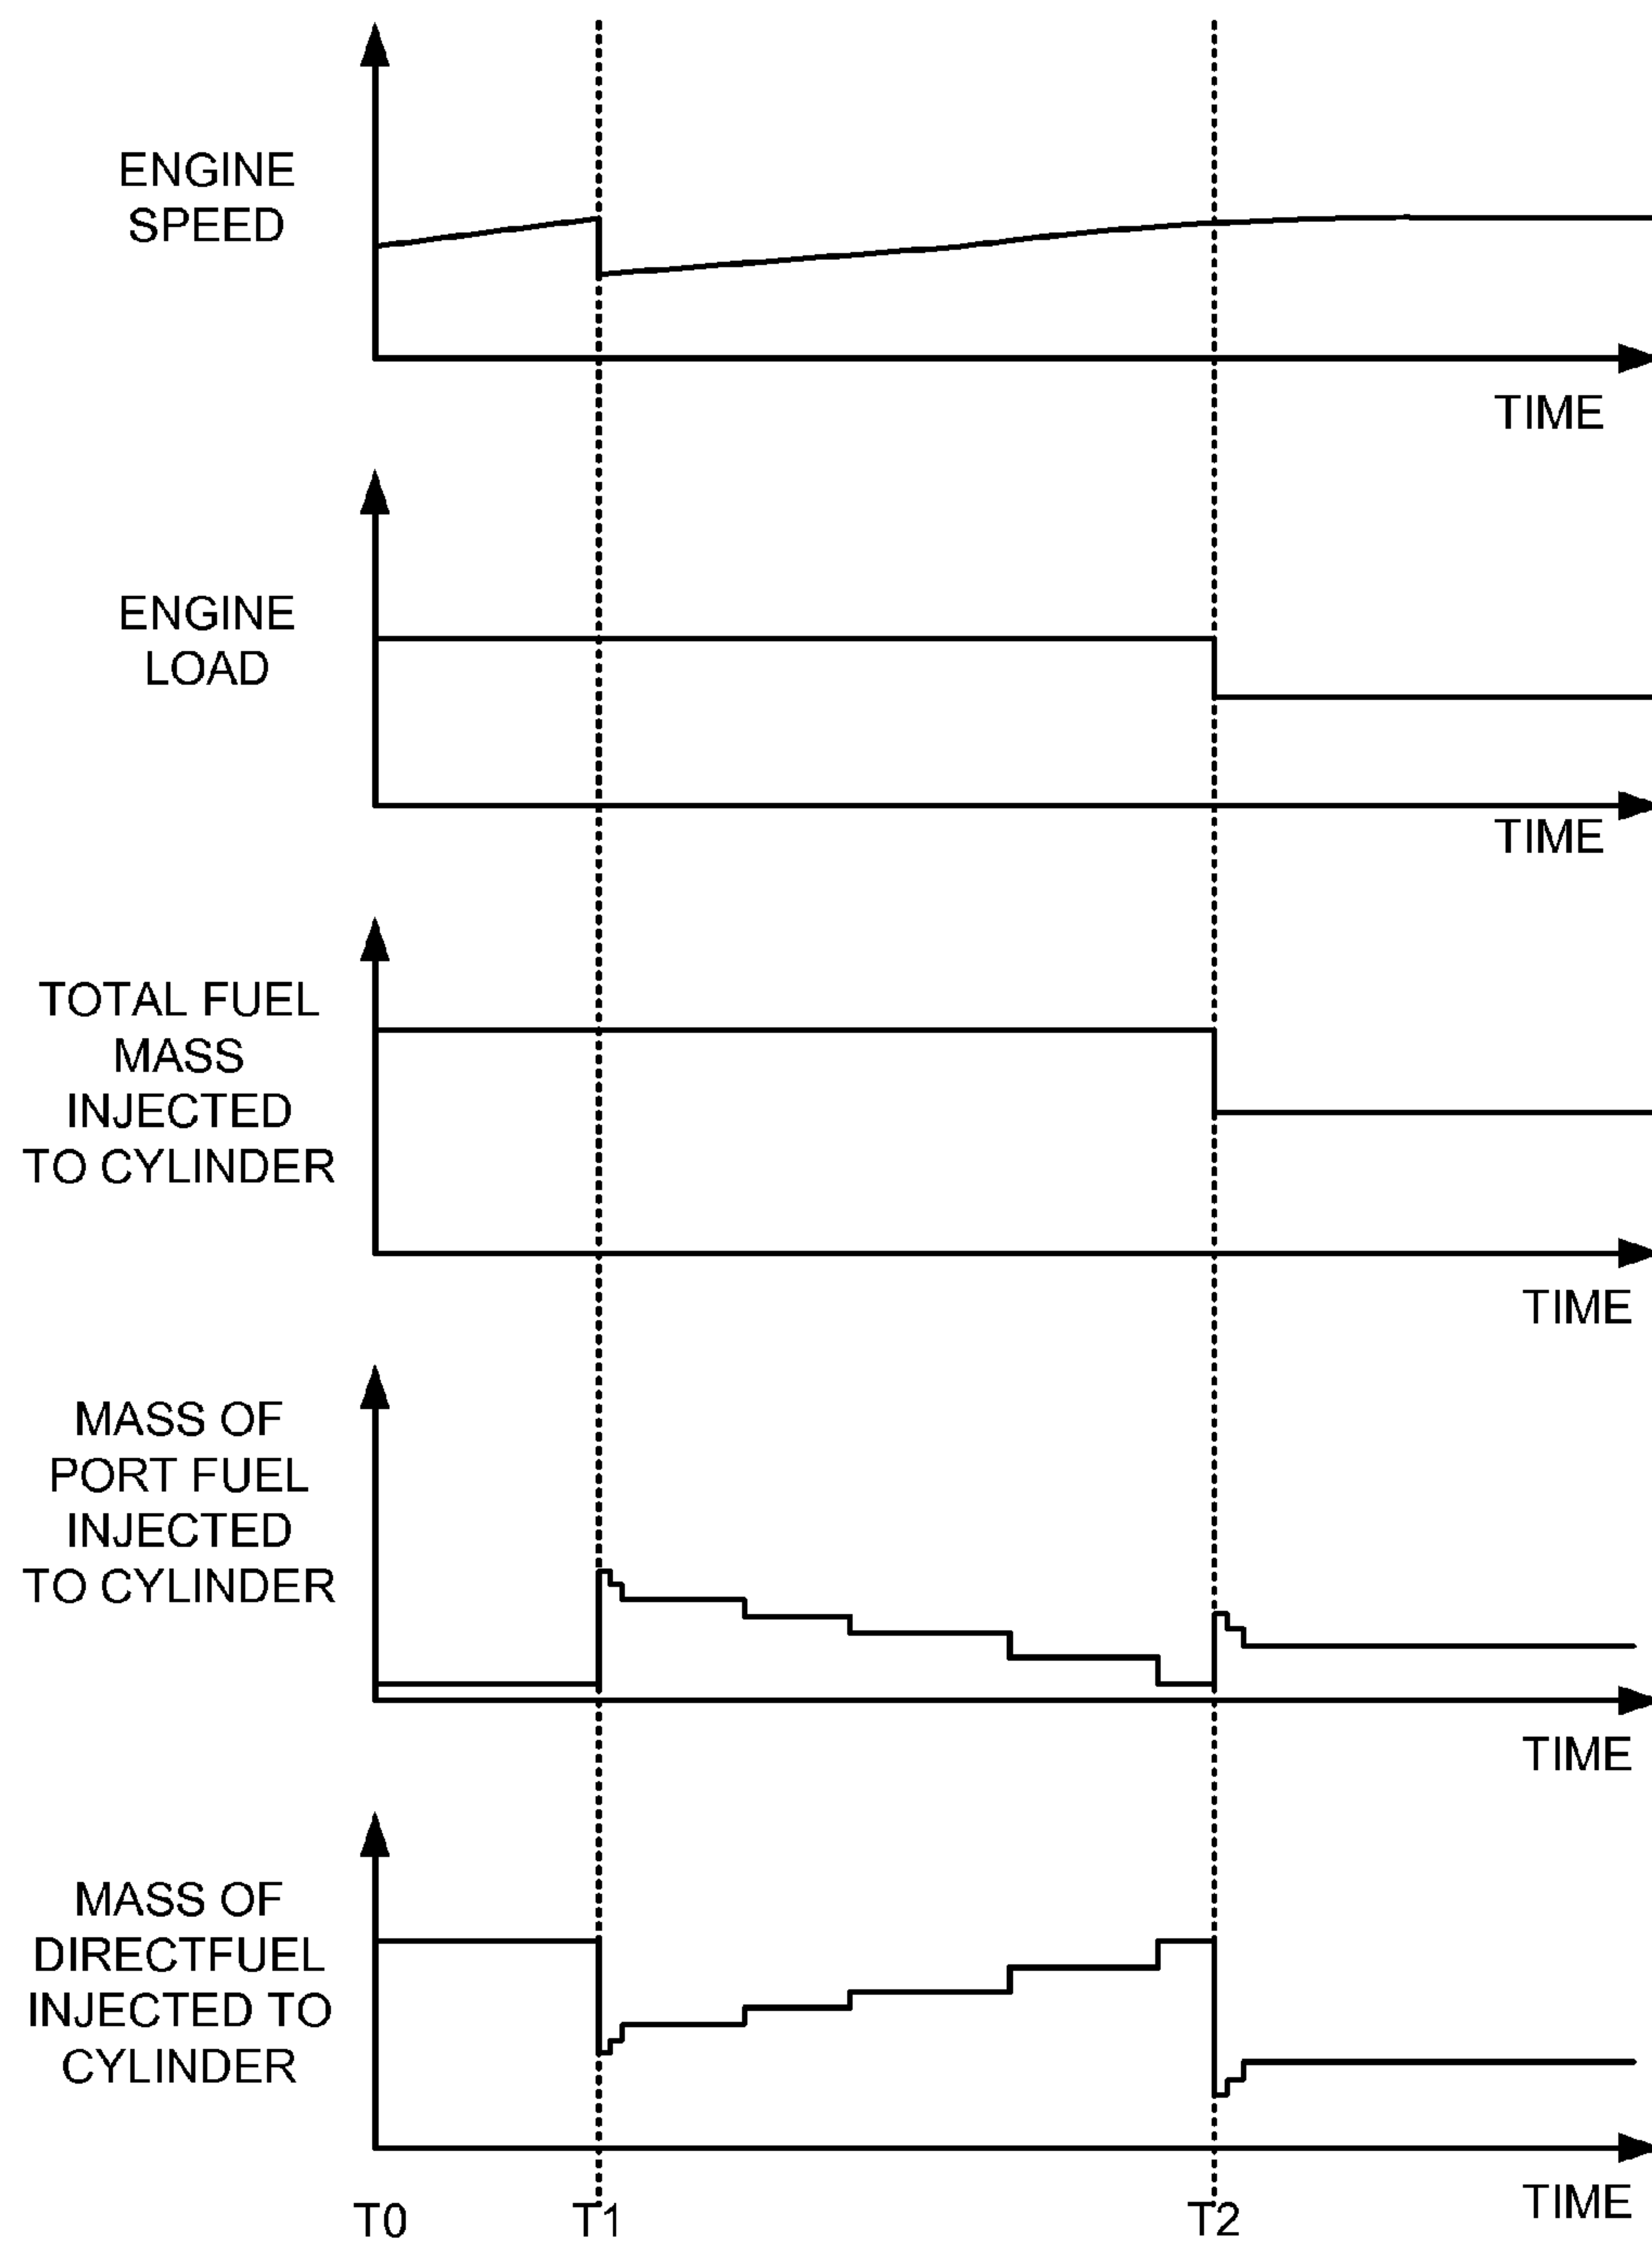 ENGINE
SPEED
TIME
ENGINE
LOAD
TIME
TOTAL FUEL
MASS
INJECTED
TO CYLINDER
TIME
MASS OF
PORT FUEL
INJECTED
TO CYLINDER
TIME
MASS OF
DIRECTFUEL
INJECTED TO
CYLINDER
TIME
T0 T1 T2